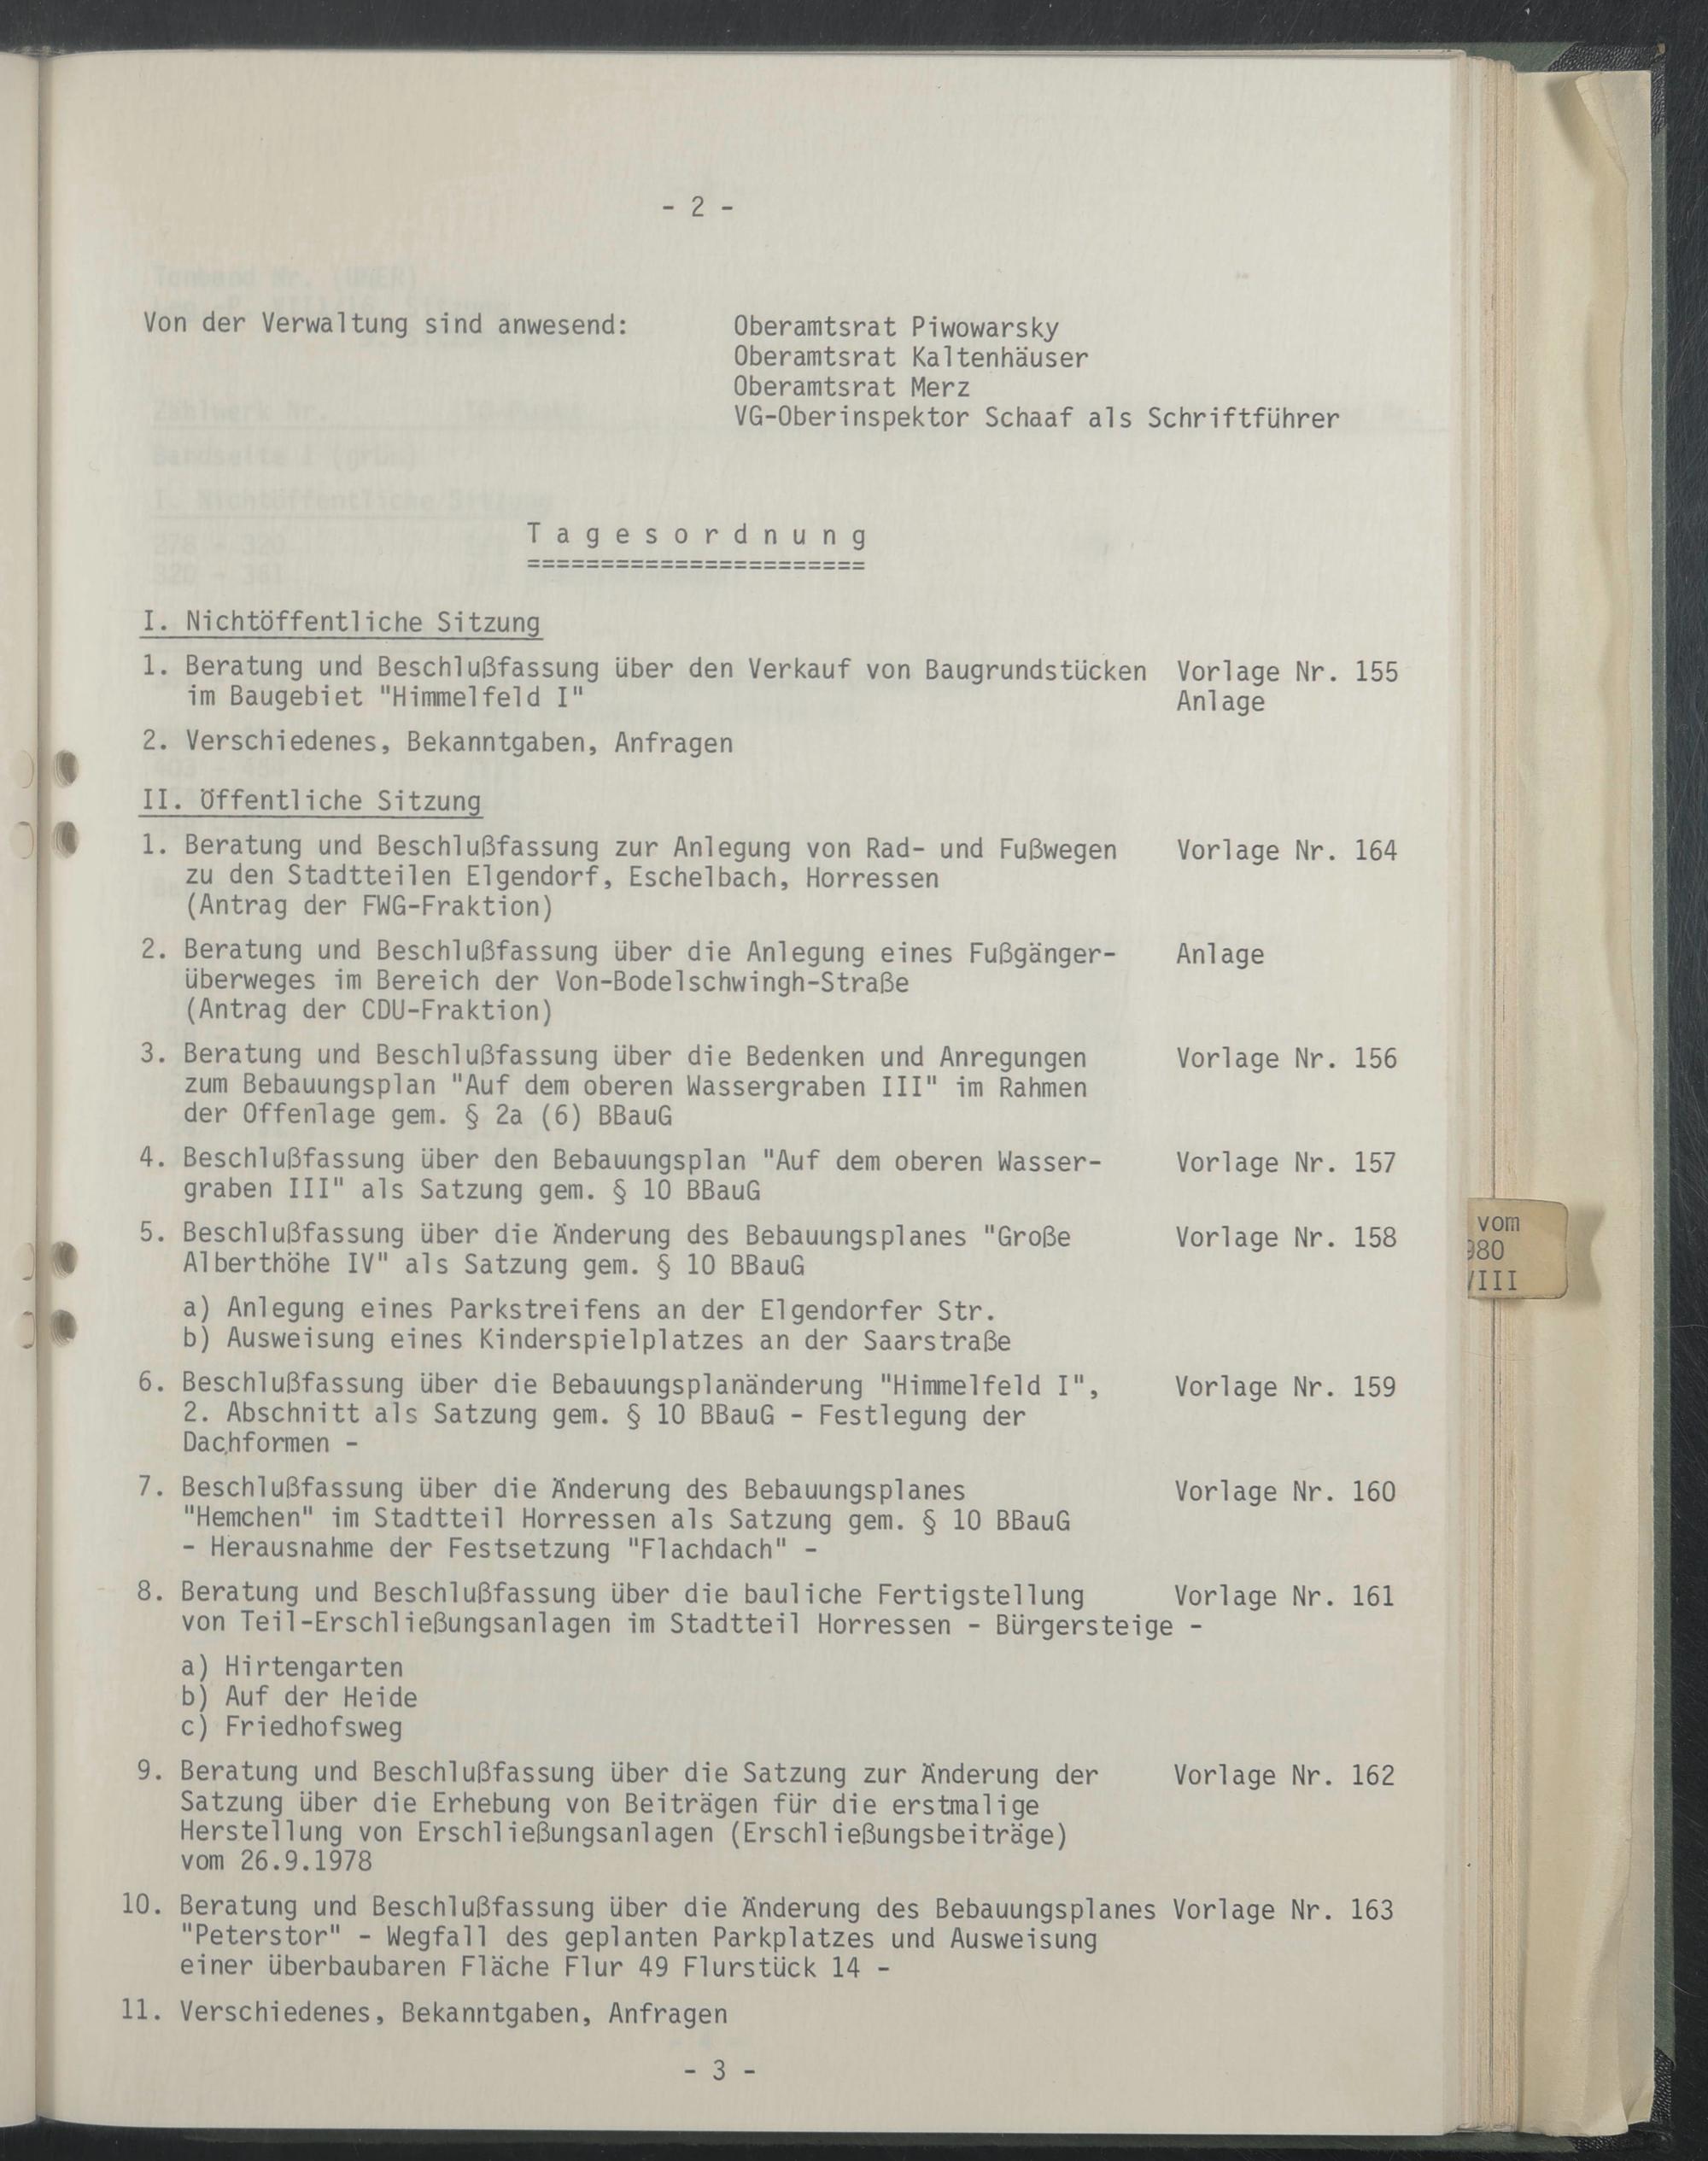 - 2 -
Von der Verwaltung sind anwesend: Oberamtsrat Piwowarsky
Oberamtsrat Kaltenhäuser
Oberamtsrat Merz
VG-Oberinspektor Schaaf als Schriftführer
T a g e s o r d n u n g
=======================
I. Nichtöffentliche Sitzung
1. Beratung und Beschlußfassung über den Verkauf von Baugrundstücken Vorlage Nr. 155
im Baugebiet "Himmelfeld I" Anlage
2. Verschiedenes, Bekanntgaben, Anfragen
II. Öffentliche Sitzung
1. Beratung und Beschlußfassung zur Anlegung von Rad- und Fußwegen Vorlage Nr. 164
zu den Stadtteilen Elgendorf, Eschelbach, Horressen
(Antrag der FWG-Fraktion)
2. Beratung und Beschlußfassung über die Anlegung eines Fußgänger- Anlage
überweges im Bereich der Von-Bodelschwingh-Straße
(Antrag der CDU-Fraktion)
3. Beratung und Beschlußfassung über die Bedenken und Anregungen Vorlage Nr. 156
zum Bebauungsplan "Auf dem oberen Wassergraben III" im Rahmen
der Offenlage gem. § 2a (6) BBauG
4. Beschlußfassung über den Bebauungsplan "Auf dem oberen Wasser- Vorlage Nr. 157
graben III" als Satzung gem. § 10 BBauG
5. Beschlußfassung über die Änderung des Bebauungsplanes "Große Vorlage Nr. 158
Alberthöhe IV" als Satzung gem. § 10 BBauG
a) Anlegung eines Parkstreifens an der Elgendorfer Str.
b) Ausweisung eines Kinderspielplatzes an der Saarstraße
6. Beschlußfassung über die Bebauungsplanänderung "Himmelfeld I", Vorlage Nr. 159
2. Abschnitt als Satzung gem. § 10 BBauG - Festlegung der
Dachformen -
7. Beschlußfassung über die Änderung des Bebauungsplanes Vorlage Nr. 160
"Hemchen" im Stadtteil Horressen als Satzung gem. § 10 BBauG
- Herausnahme der Festsetzung "Flachdach" -
8. Beratung und Beschlußfassung über die bauliche Fertigstellung Vorlage Nr. 161
von Teil-Erschließungsanlagen im Stadtteil Horressen - Bürgersteige -
a) Hirtengarten
b) Auf der Heide
c) Friedhofsweg
9. Beratung und Beschlußfassung über die Satzung zur Änderung der Vorlage Nr. 162
Satzung über die Erhebung von Beiträgen für die erstmalige
Herstellung von Erschließungsanlagen (Erschließungsbeiträge)
vom 26.9.1978
10. Beratung und Beschlußfassung über die Änderung des Bebauungsplanes Vorlage Nr. 163
"Peterstor" - Wegfall des geplanten Parkplatzes und Ausweisung
einer überbaubaren Fläche Flur 49 Flurstück 14 -
11. Verschiedenes, Bekanntgaben, Anfragen
- 3 -
vom
980
VIII